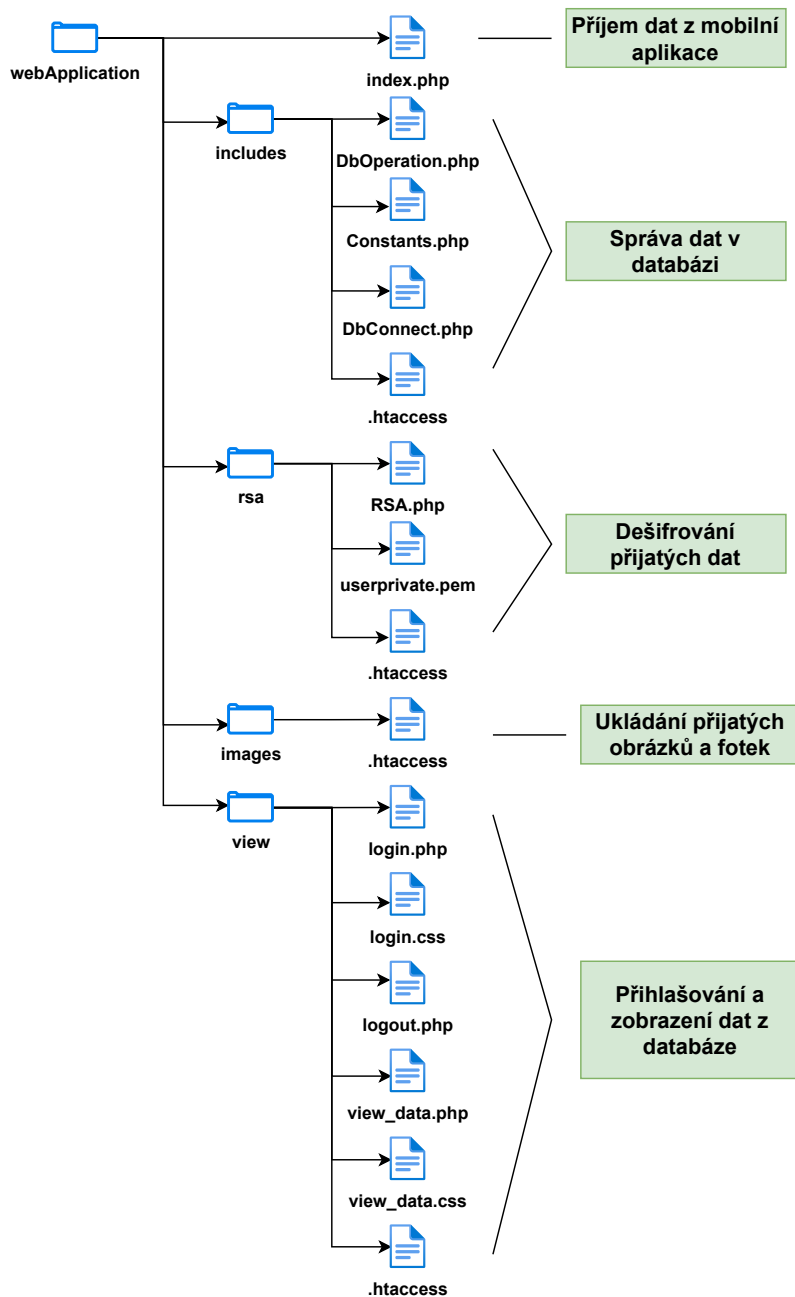 webApplication
index.php
Příjem dat z mobilní
aplikace
includes
DbOperation.php
Constants.php
DbConnect.php
.htaccess
Správa dat v
databázi
rsa
RSA.php
userprivate.pem
.htaccess
Dešifrování
přijatých dat
images
.htaccess
Ukládání přijatých
obrázků a fotek
view
login.php
login.css
logout.php
view_data.php
view_data.css
.htaccess
Přihlašování a
zobrazení dat z
databáze